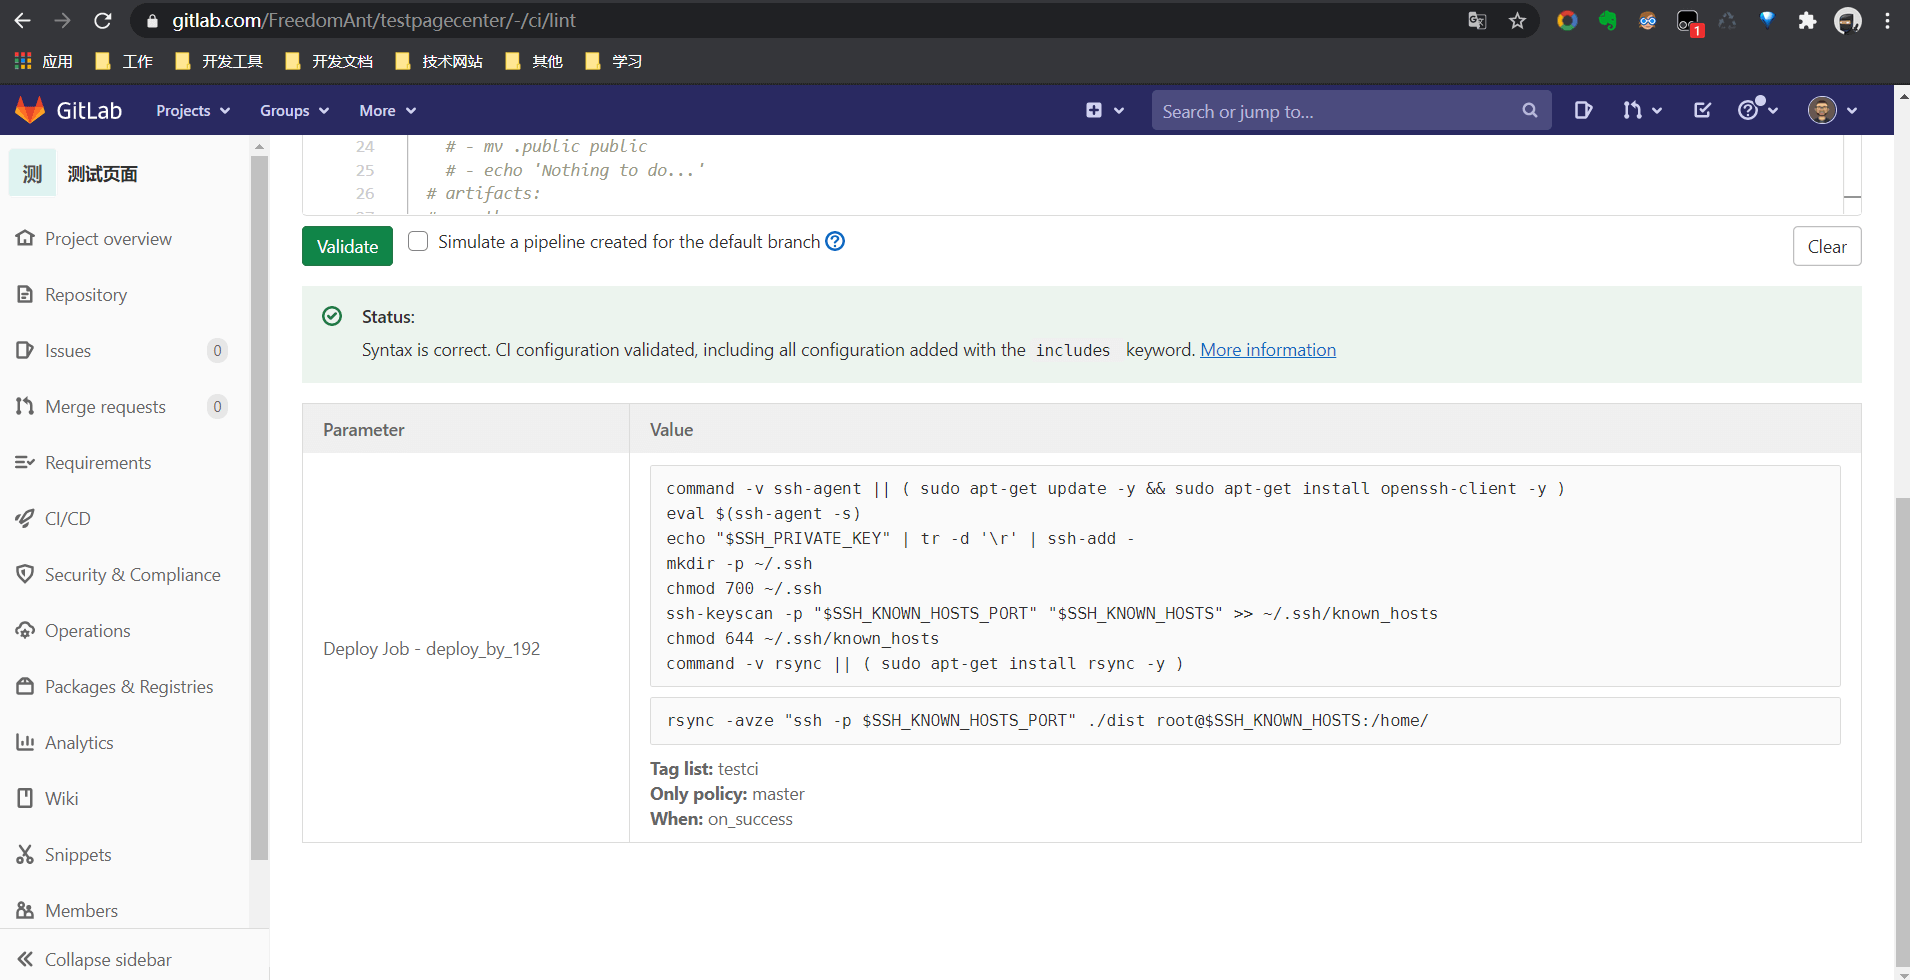 gitlab.com/FreedomAnt/testpagecenter/-/ci/lint
1
应用 工作 开发工具 开发文档 技术网站 其他 学习
GitLab Projects Groups More Search or jump to...
测 测试页面
Project overview
Repository
Issues 0
Merge requests 0
Requirements
CI/CD
Security & Compliance
Operations
Packages & Registries
Analytics
Wiki
Snippets
Members
Collapse sidebar
24 # - mv .public public
25 # - echo 'Nothing to do...'
26 # artifacts:
Validate Simulate a pipeline created for the default branch ? Clear
Status:
Syntax is correct. CI configuration validated, including all configuration added with the includes keyword. More information
Parameter Value
Deploy Job - deploy_by_192
command -v ssh-agent || ( sudo apt-get update -y && sudo apt-get install openssh-client -y )
eval $(ssh-agent -s)
echo "$SSH_PRIVATE_KEY" | tr -d '\r' | ssh-add -
mkdir -p ~/.ssh
chmod 700 ~/.ssh
ssh-keyscan -p "$SSH_KNOWN_HOSTS_PORT" "$SSH_KNOWN_HOSTS" >> ~/.ssh/known_hosts
chmod 644 ~/.ssh/known_hosts
command -v rsync || ( sudo apt-get install rsync -y )
rsync -avze "ssh -p $SSH_KNOWN_HOSTS_PORT" ./dist root@$SSH_KNOWN_HOSTS:/home/
Tag list: testci
Only policy: master
When: on_success